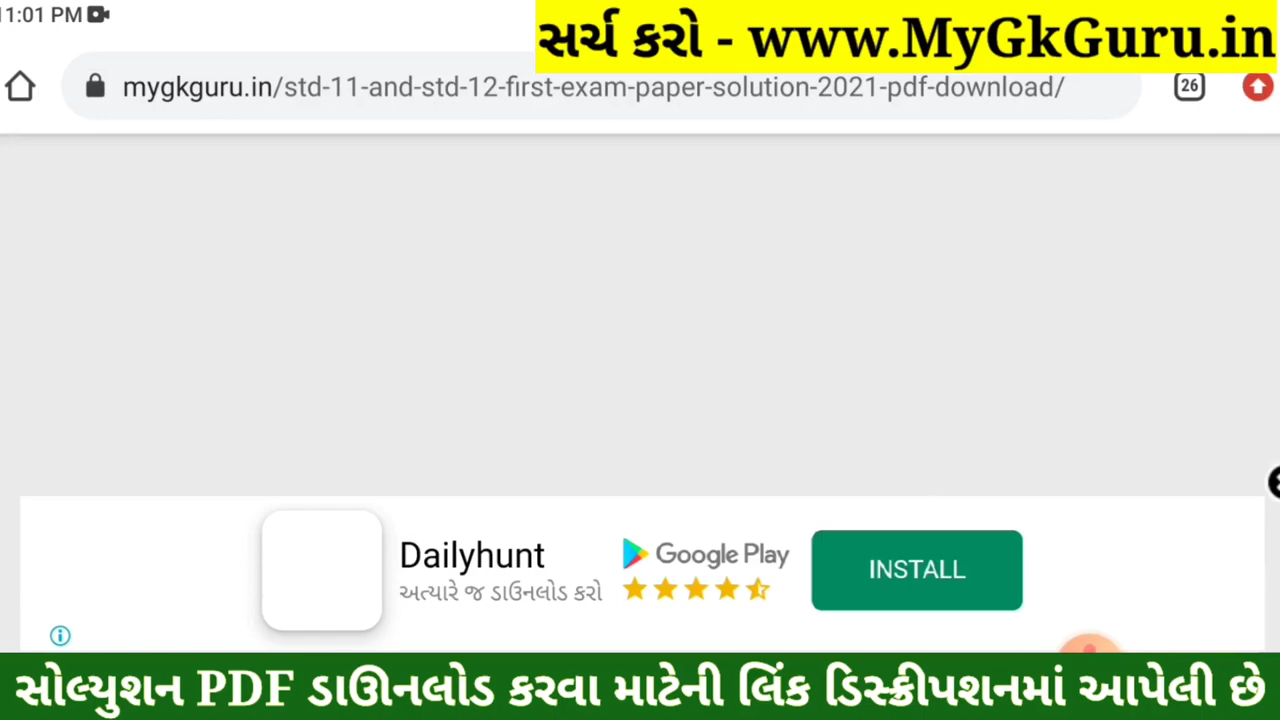 11:01 PM
સર્ચ કરો - www.MyGkGuru.in
mygkguru.in/std-11-and-std-12-first-exam-paper-solution-2021-pdf-download/
26
Dailyhunt
અત્યારે જ ડાઉનલોડ કરો
Google Play
INSTALL
સોલ્યુશન PDF ડાઊનલોડ કરવા માટેની લિંક ડિસ્ક્રીપશનમાં આપેલી છે